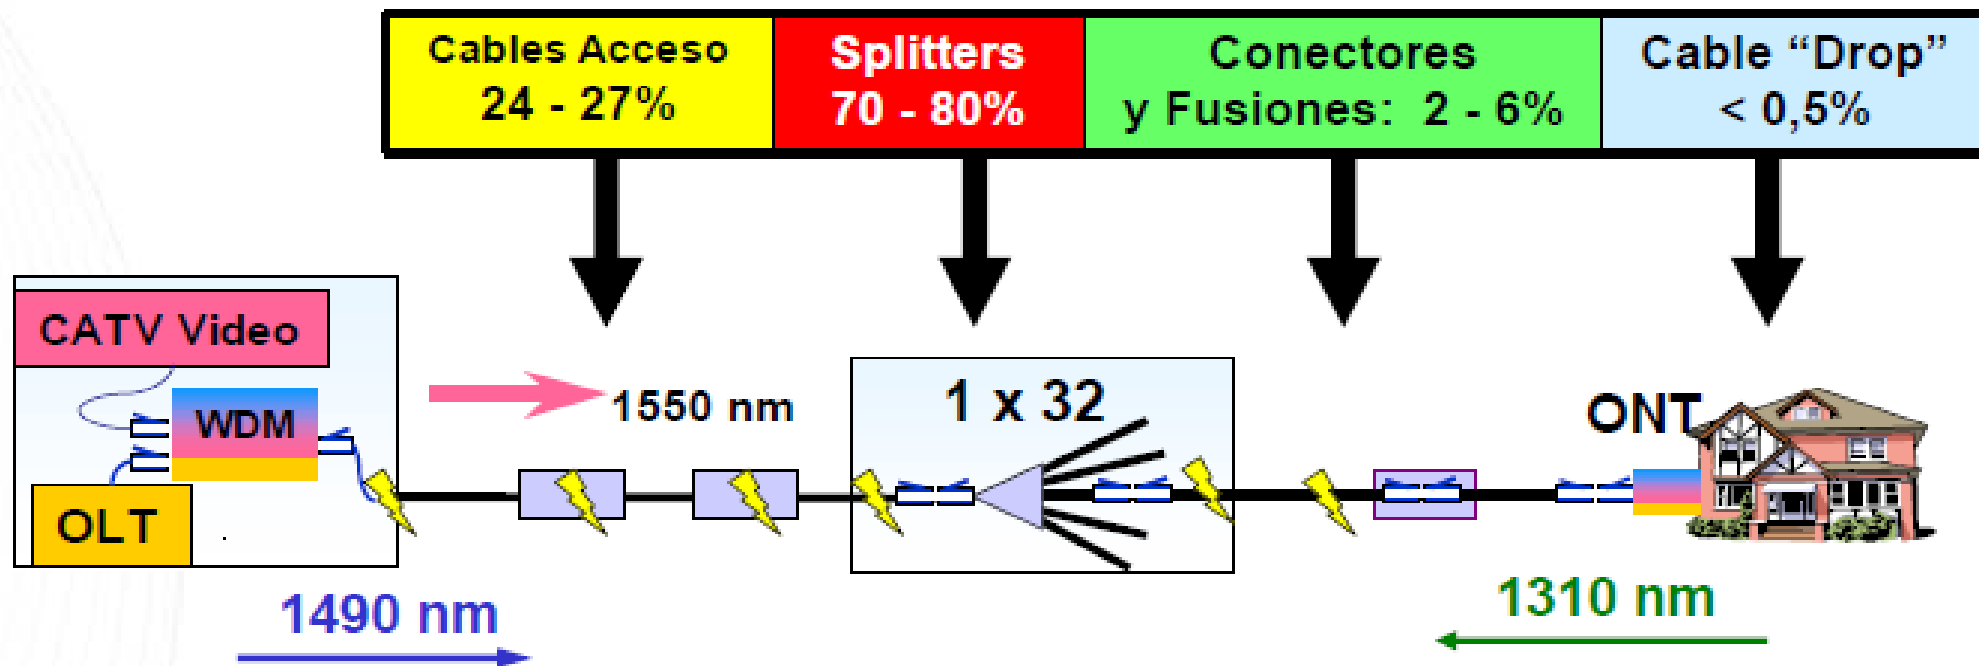 Cables Acceso
24 - 27%
Splitters
70 - 80%
Conectores
y Fusiones: 2 - 6%
Cable “Drop”
< 0,5%
CATV Video
WDM
OLT
1550 nm
1 x 32
ONT
1490 nm
1310 nm